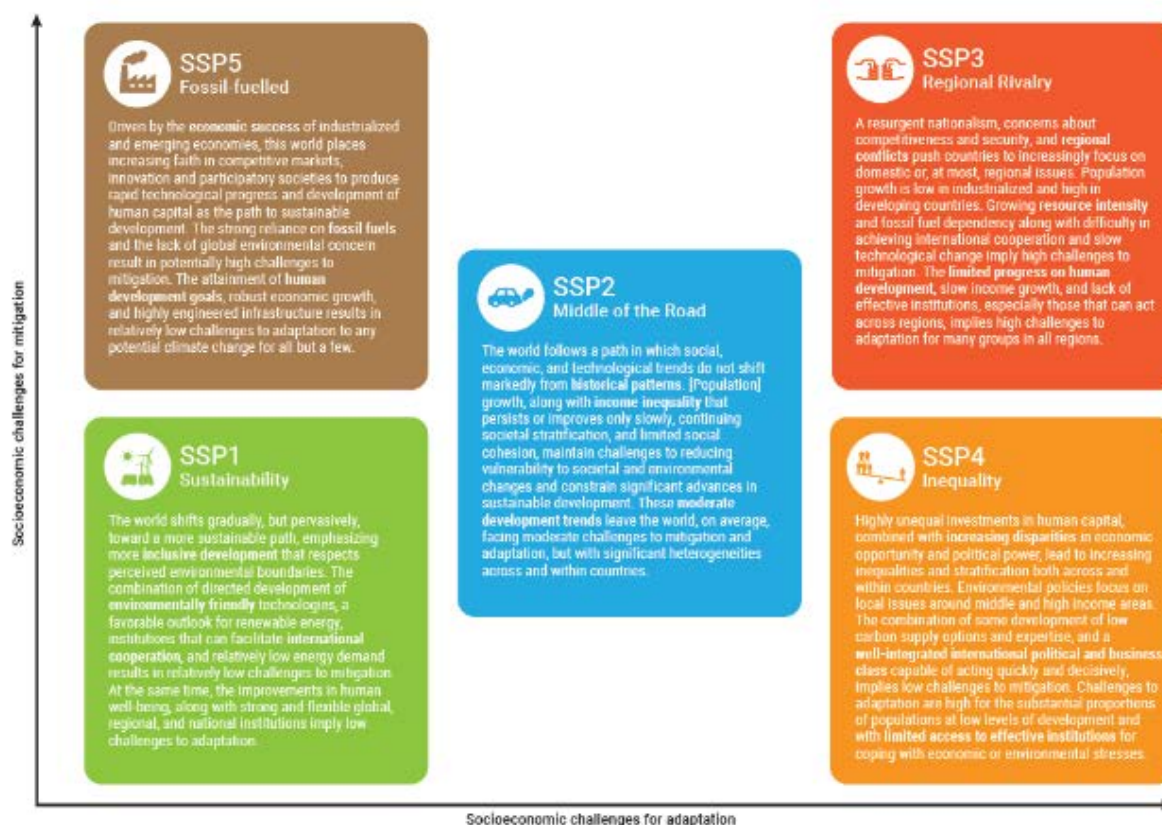 Socioeconomic challenges for mitigation
SSP5
Fossil-fuelled
Driven by the economic success of industrialized
and emerging economies, this world places
increasing faith in competitive markets,
innovation and participatory societies to produce
rapid technological progress and development of
human capital as the path to sustainable
development. The strong reliance on fossil fuels
and the lack of global environmental concern
result in potentially high challenges to
mitigation. The attainment of human
development goals, robust economic growth,
and highly engineered infrastructure results in
relatively low challenges to adaptation to any
potential climate change for all but a few.
SSP3
Regional Rivalry
A resurgent nationalism, concerns about
competitiveness and security, and regional
conflicts push countries to increasingly focus on
domestic or, at most, regional issues. Population
growth is low in industrialized and high in
developing countries. Growing resource intensity
and fossil fuel dependency along with difficulty in
achieving international cooperation and slow
technological change imply high challenges to
mitigation. The limited progress on human
development, slow income growth, and lack of
effective institutions, especially those that can act
across regions, implies high challenges to
adaptation for many groups in all regions.
SSP2
Middle of the Road
The world follows a path in which social,
economic, and technological trends do not shift
markedly from historical patterns. [Population]
growth, along with income inequality that
persists or improves only slowly, continuing
societal stratification, and limited social
cohesion, maintain challenges to reducing
vulnerability to societal and environmental
changes and constrain significant advances in
sustainable development. These moderate
development trends leave the world, on average,
facing moderate challenges to mitigation and
adaptation, but with significant heterogeneities
across and within countries.
SSP1
Sustainability
The world shifts gradually, but pervasively,
toward a more sustainable path, emphasizing
more inclusive development that respects
perceived environmental boundaries. The
combination of directed development of
environmentally friendly technologies, a
favorable outlook for renewable energy,
institutions that can facilitate international
cooperation, and relatively low energy demand
results in relatively low challenges to mitigation.
At the same time, the improvements in human
well-being, along with strong and flexible global,
regional, and national institutions imply low
challenges to adaptation.
SSP4
Inequality
Highly unequal investments in human capital,
combined with increasing disparities in economic
opportunity and political power, lead to increasing
inequalities and stratification both across and
within countries. Environmental policies focus on
local issues around middle and high income areas.
The combination of some development of low
carbon supply options and expertise, and a
well-integrated international political and business
class capable of acting quickly and decisively,
implies low challenges to mitigation. Challenges to
adaptation are high for the substantial proportions
of populations at low levels of development and
with limited access to effective institutions for
coping with economic or environmental stresses.
Socioeconomic challenges for adaptation